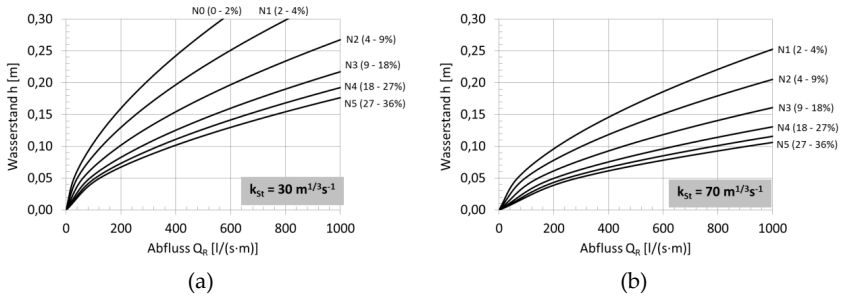 N0 (0 - 2%) N1 (2 - 4%)
0,30
0,25
0,20
0,15
0,10
0,05
0,00
Wasserstand h [m]
N2 (4 - 9%)
N3 (9 - 18%)
N4 (18 - 27%)
N5 (27 - 36%)
kSt = 30 m1/3s-1
0 200 400 600 800 1000
Abfluss QR [l/(s·m)]
(a)
0,30
0,25
0,20
0,15
0,10
0,05
0,00
Wasserstand h [m]
N1 (2 - 4%)
N2 (4 - 9%)
N3 (9 - 18%)
N4 (18 - 27%)
N5 (27 - 36%)
kSt = 70 m1/3s-1
0 200 400 600 800 1000
Abfluss QR [l/(s·m)]
(b)